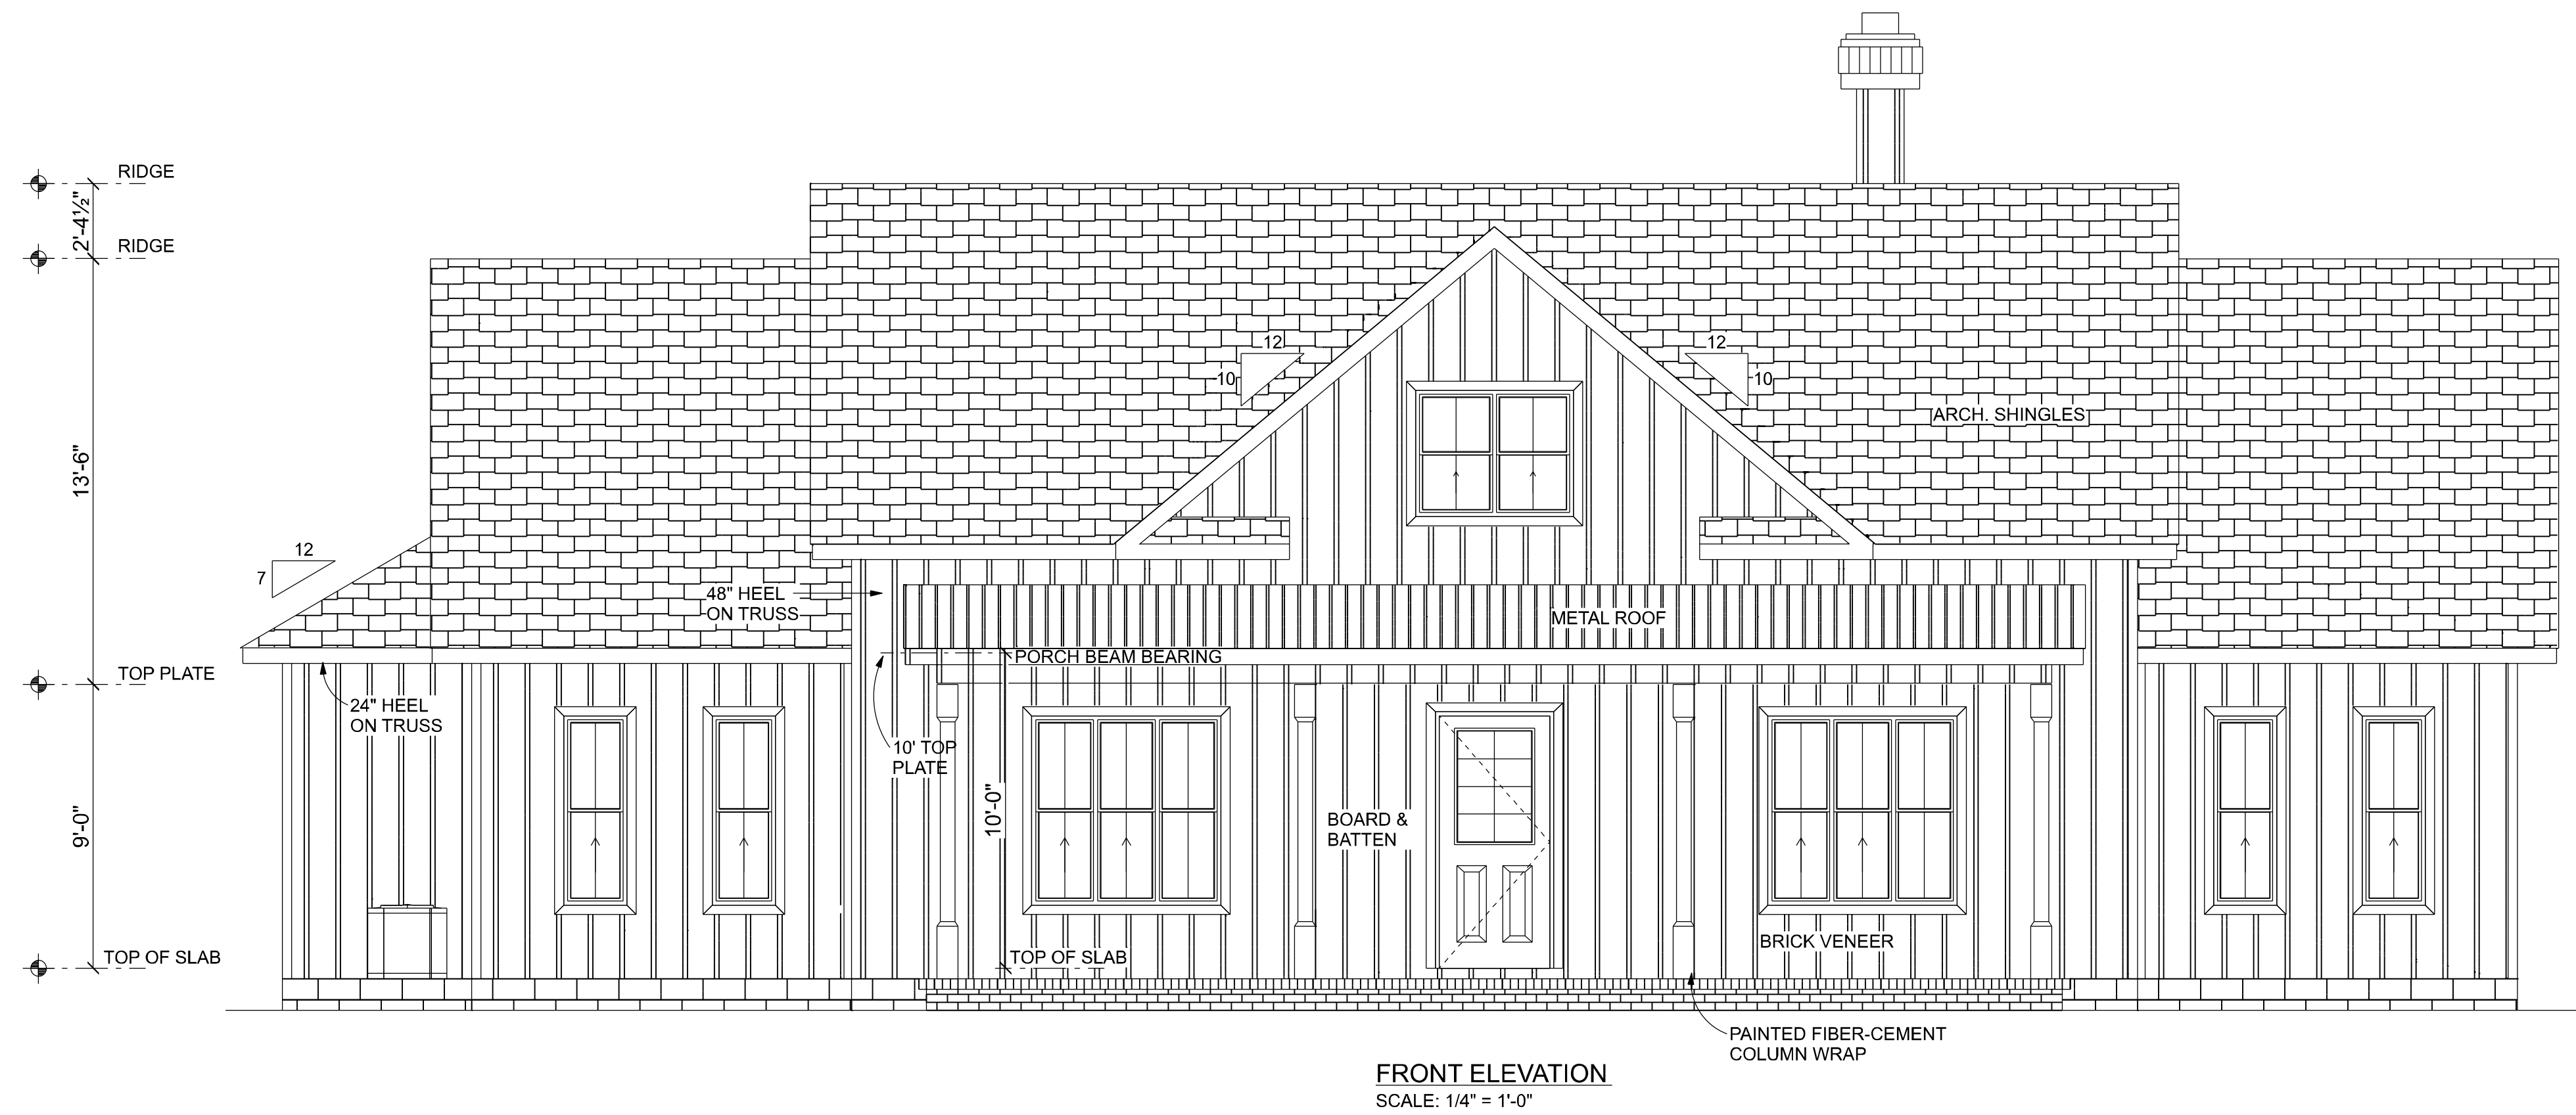 RIDGE
2'-4½"
RIDGE
12
10
12
10
ARCH. SHINGLES
13'-6"
12
7
48" HEEL
ON TRUSS
METAL ROOF
PORCH BEAM BEARING
TOP PLATE
24" HEEL
ON TRUSS
10' TOP
PLATE
9'-0"
10'-0"
BOARD &
BATTEN
BRICK VENEER
TOP OF SLAB
TOP OF SLAB
PAINTED FIBER-CEMENT
COLUMN WRAP
FRONT ELEVATION
SCALE: 1/4" = 1'-0"